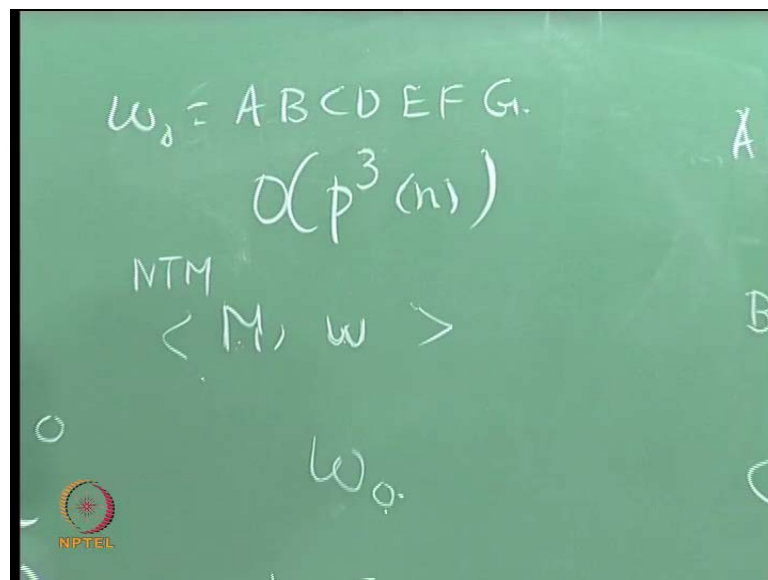 W₀ = A B C D E F G.
O(p³(n))
A
NTM
< M, w >
B
O
W₀.
NPTEL